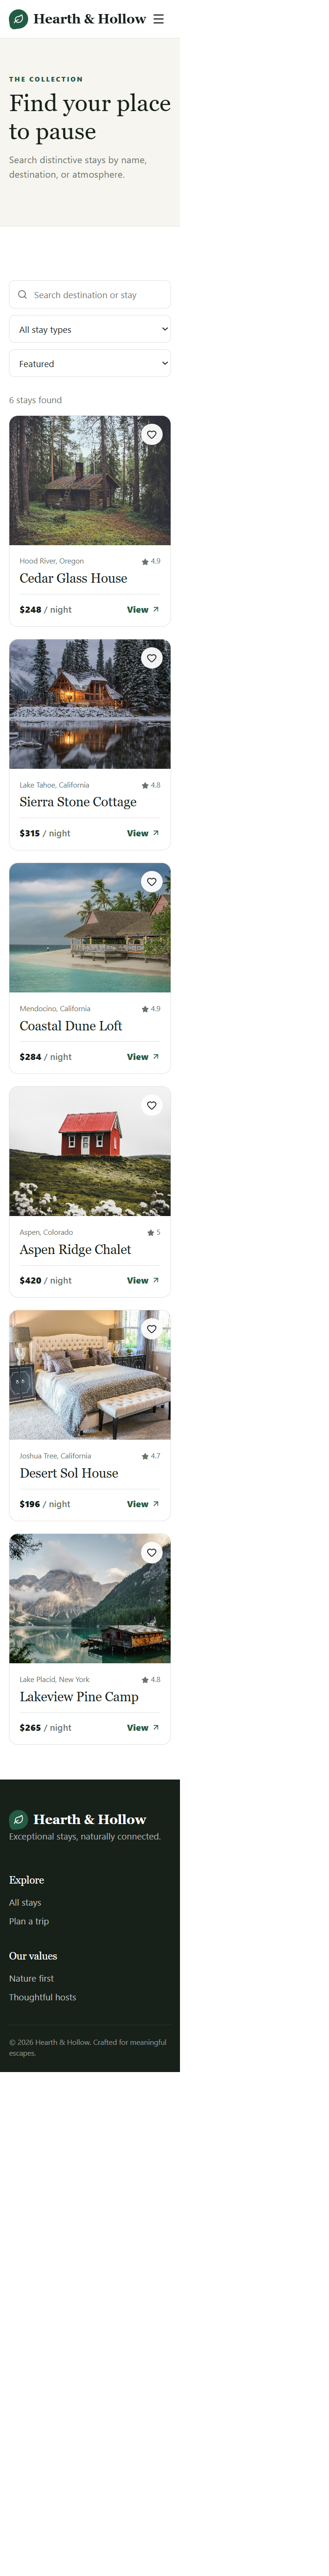 Hearth & Hollow
THE COLLECTION
Find your place
to pause
Search distinctive stays by name,
destination, or atmosphere.
Search destination or stay
All stay types
Featured
6 stays found
Hood River, Oregon 4.9
Cedar Glass House
$248 / night View
Lake Tahoe, California 4.8
Sierra Stone Cottage
$315 / night View
Mendocino, California 4.9
Coastal Dune Loft
$284 / night View
Aspen, Colorado 5
Aspen Ridge Chalet
$420 / night View
Joshua Tree, California 4.7
Desert Sol House
$196 / night View
Lake Placid, New York 4.8
Lakeview Pine Camp
$265 / night View
Hearth & Hollow
Exceptional stays, naturally connected.
Explore
All stays
Plan a trip
Our values
Nature first
Thoughtful hosts
© 2026 Hearth & Hollow. Crafted for meaningful
escapes.